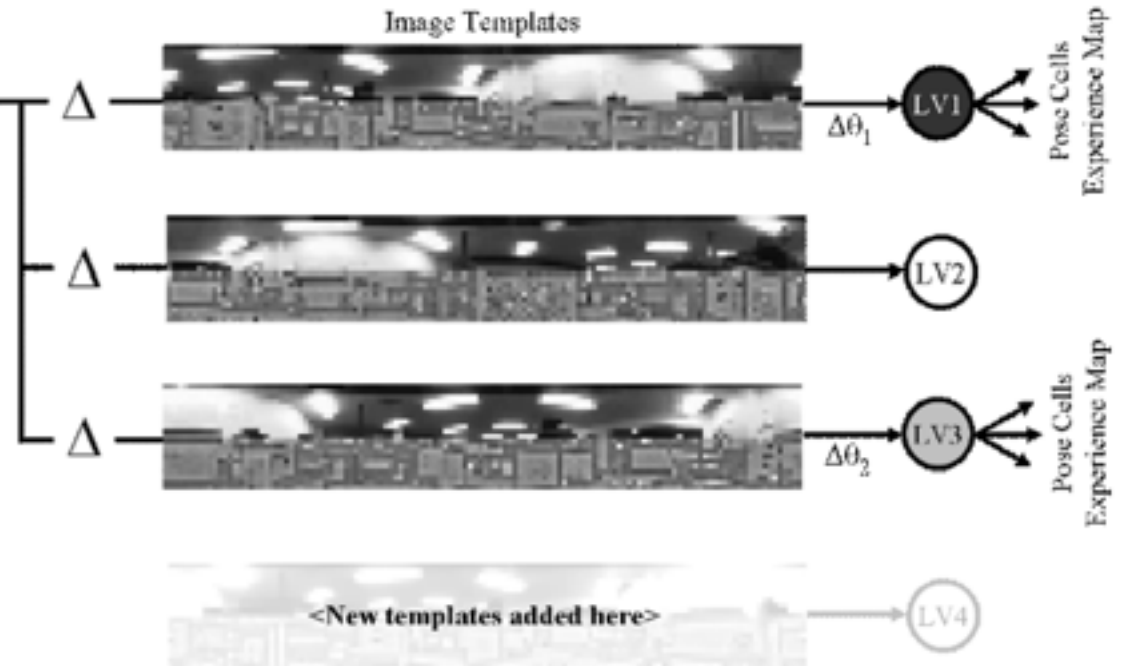 Image Templates
Δ
Δθ₁
LV1
Pose Cells
Experience Map
Δ
LV2
Δ
Δθ₂
LV3
Pose Cells
Experience Map
<New templates added here>
LV4